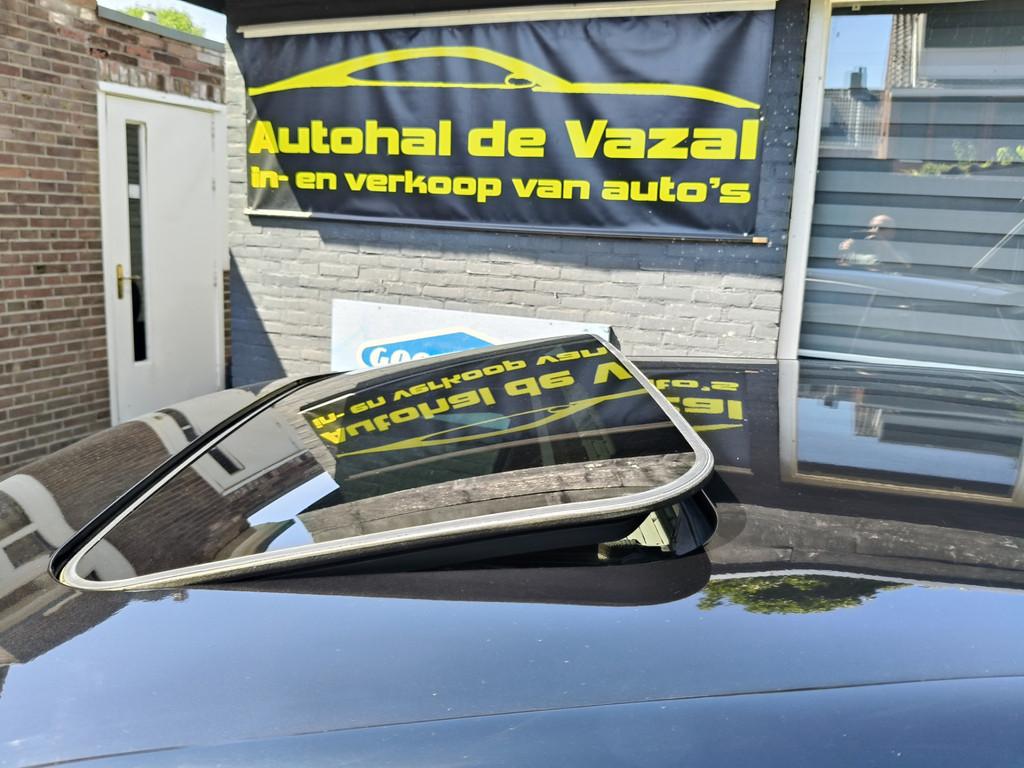 Autohal de Vazal
in- en verkoop van auto's